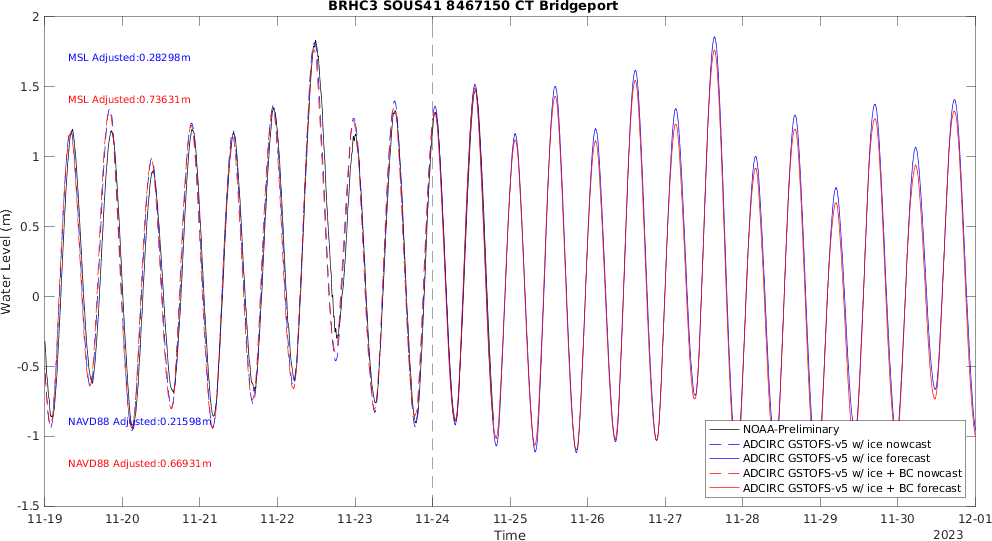 BRHC3 SOUS41 8467150 CT Bridgeport
2
1.5
1
0.5
0
-0.5
-1
-1.5
Water Level (m)
MSL Adjusted:0.28298m
MSL Adjusted:0.73631m
NAVD88 Adjusted:0.21598m
NAVD88 Adjusted:0.66931m
NOAA-Preliminary
ADCIRC GSTOFS-v5 w/ ice nowcast
ADCIRC GSTOFS-v5 w/ ice forecast
ADCIRC GSTOFS-v5 w/ ice + BC nowcast
ADCIRC GSTOFS-v5 w/ ice + BC forecast
11-19 11-20 11-21 11-22 11-23 11-24 11-25 11-26 11-27 11-28 11-29 11-30 12-01
Time
2023